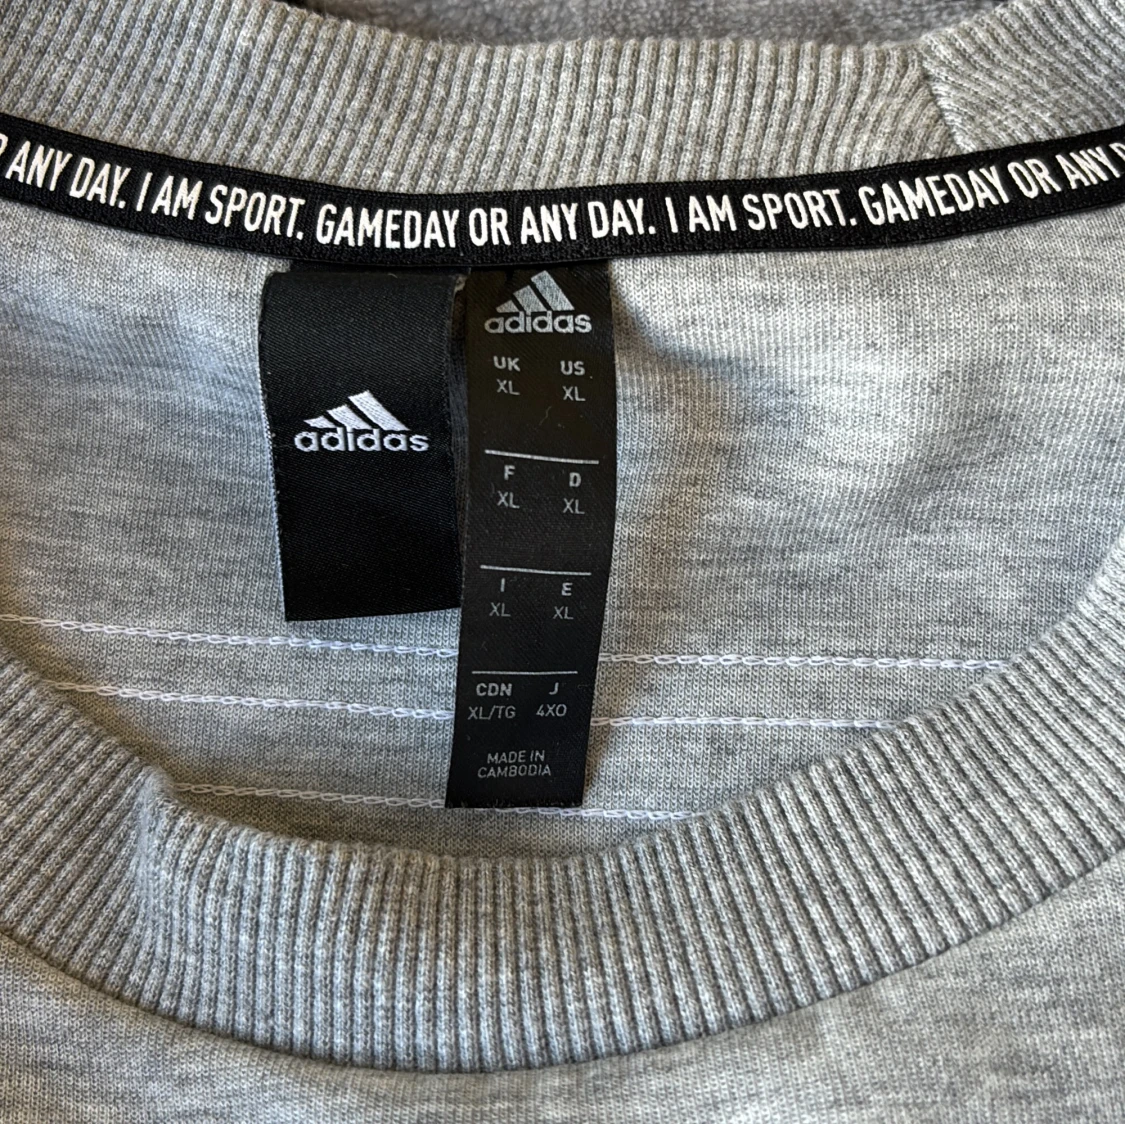 R ANY DAY. I AM SPORT. GAMEDAY OR ANY DAY. I AM SPORT. GAMEDAY OR ANY D
adidas
adidas
UK US
XL XL
F D
XL XL
I E
XL XL
CDN J
XL/TG 4XO
MADE IN
CAMBODIA